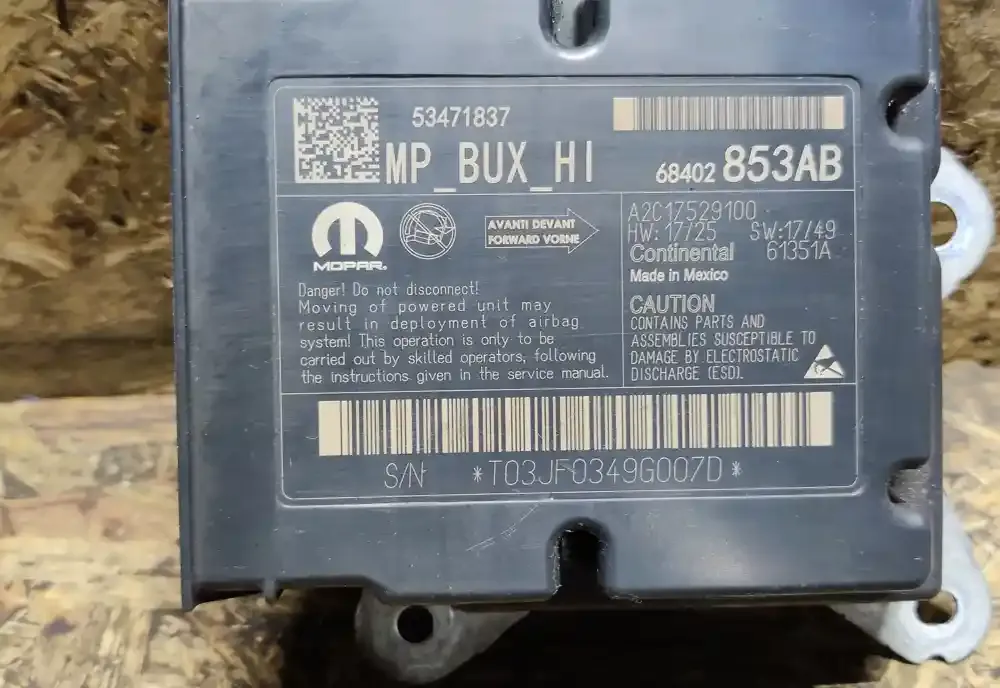 53471837
MP_BUX_HI
68402 853AB
MOPAR.
AVANTI DEVANT
FORWARD VORNE
A2C17529100
HW: 17/25 SW:17/49
Continental 61351A
Made in Mexico
Danger! Do not disconnect!
Moving of powered unit may
result in deployment of airbag
system! This operation is only to be
carried out by skilled operators, following
the instructions given in the service manual.
CAUTION
CONTAINS PARTS AND
ASSEMBLIES SUSCEPTIBLE TO
DAMAGE BY ELECTROSTATIC
DISCHARGE (ESD).
S/N *T03JF0349G007D*